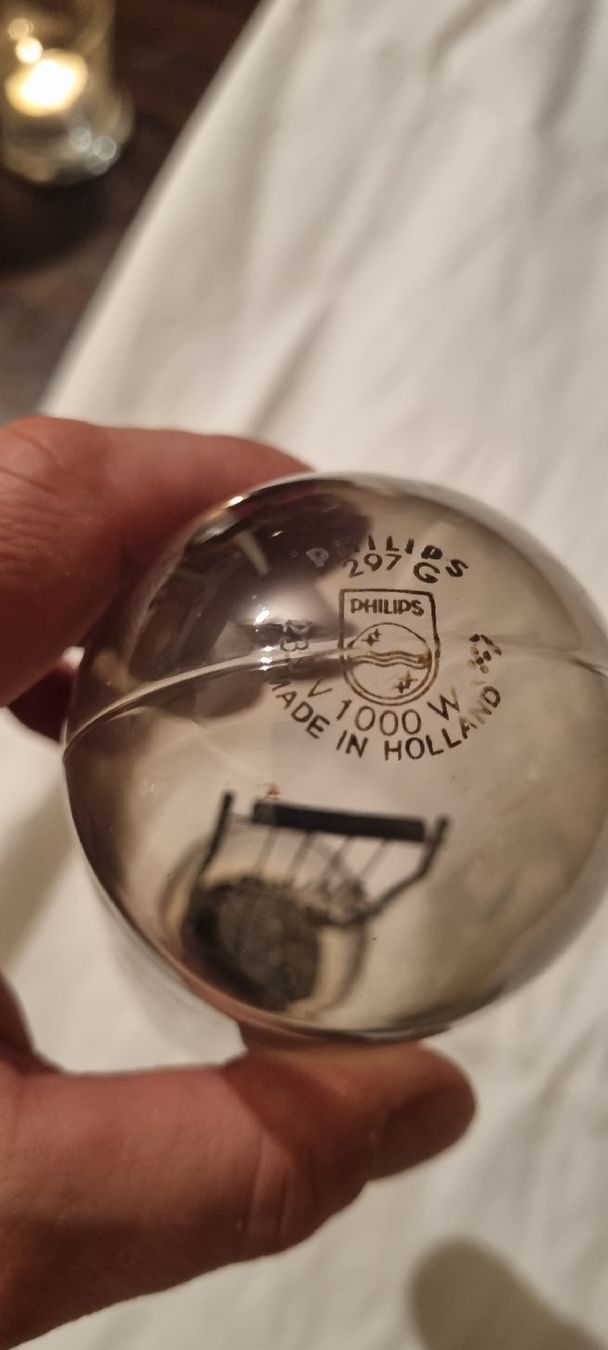 PHILIPS
297 G
PHILIPS
V 1000 W
MADE IN HOLLAND